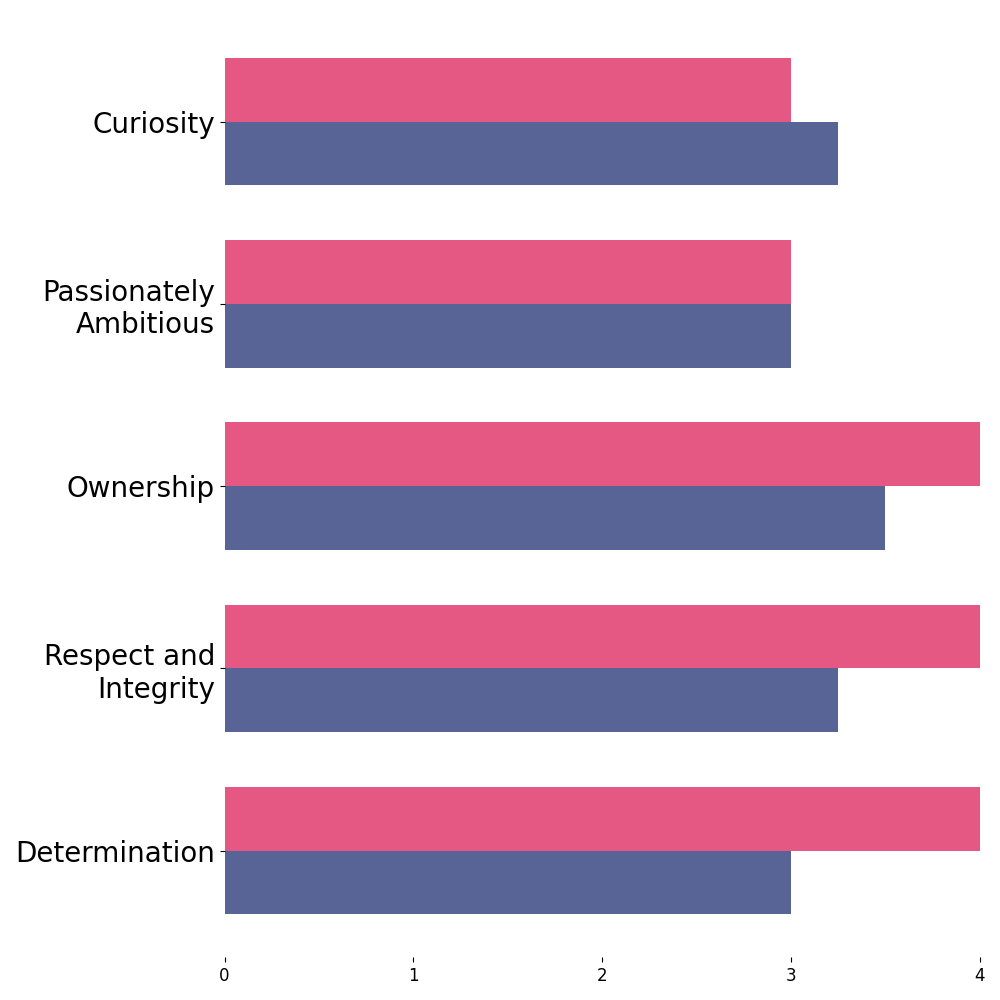 Curiosity
Passionately
Ambitious
Ownership
Respect and
Integrity
Determination
0 1 2 3 4